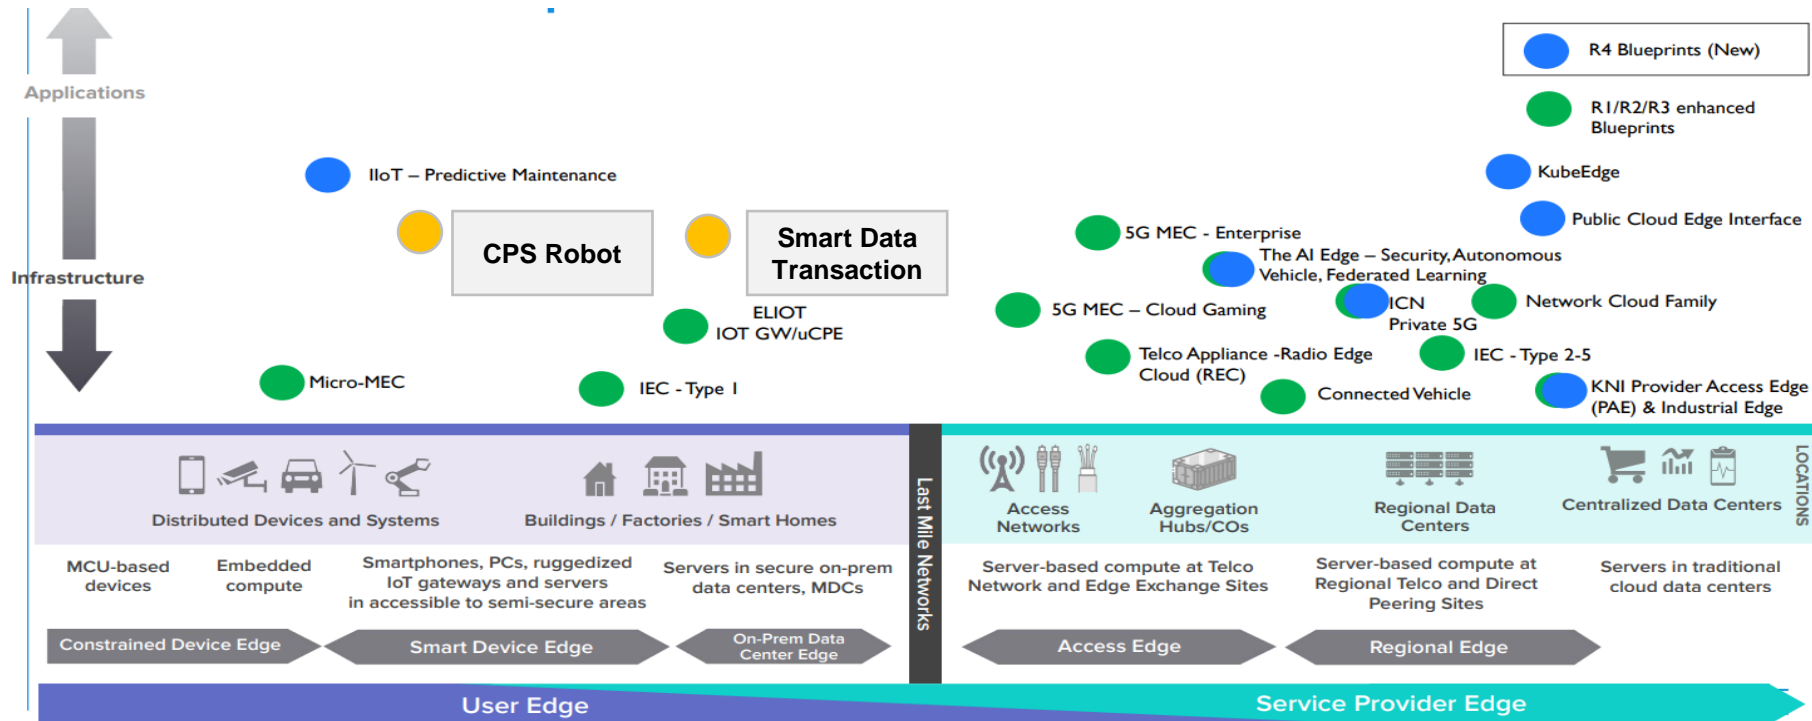 R4 Blueprints (New)
Applications
R1/R2/R3 enhanced
Blueprints
IIoT – Predictive Maintenance
KubeEdge
CPS Robot
Smart Data
Transaction
Public Cloud Edge Interface
5G MEC - Enterprise
The AI Edge – Security, Autonomous
Vehicle, Federated Learning
Infrastructure
ELIOT
IOT GW/uCPE
5G MEC – Cloud Gaming
ICN
Private 5G
Network Cloud Family
Micro-MEC
IEC - Type 1
Telco Appliance -Radio Edge
Cloud (REC)
IEC - Type 2-5
Connected Vehicle
KNI Provider Access Edge
(PAE) & Industrial Edge
Distributed Devices and Systems
Buildings / Factories / Smart Homes
Last Mile Networks
Access
Networks
Aggregation
Hubs/COs
Regional Data
Centers
Centralized Data Centers
LOCATIONS
MCU-based
devices
Embedded
compute
Smartphones, PCs, ruggedized
IoT gateways and servers
in accessible to semi-secure areas
Servers in secure on-prem
data centers, MDCs
Server-based compute at Telco
Network and Edge Exchange Sites
Server-based compute at
Regional Telco and Direct
Peering Sites
Servers in traditional
cloud data centers
Constrained Device Edge
Smart Device Edge
On-Prem Data
Center Edge
Access Edge
Regional Edge
User Edge
Service Provider Edge